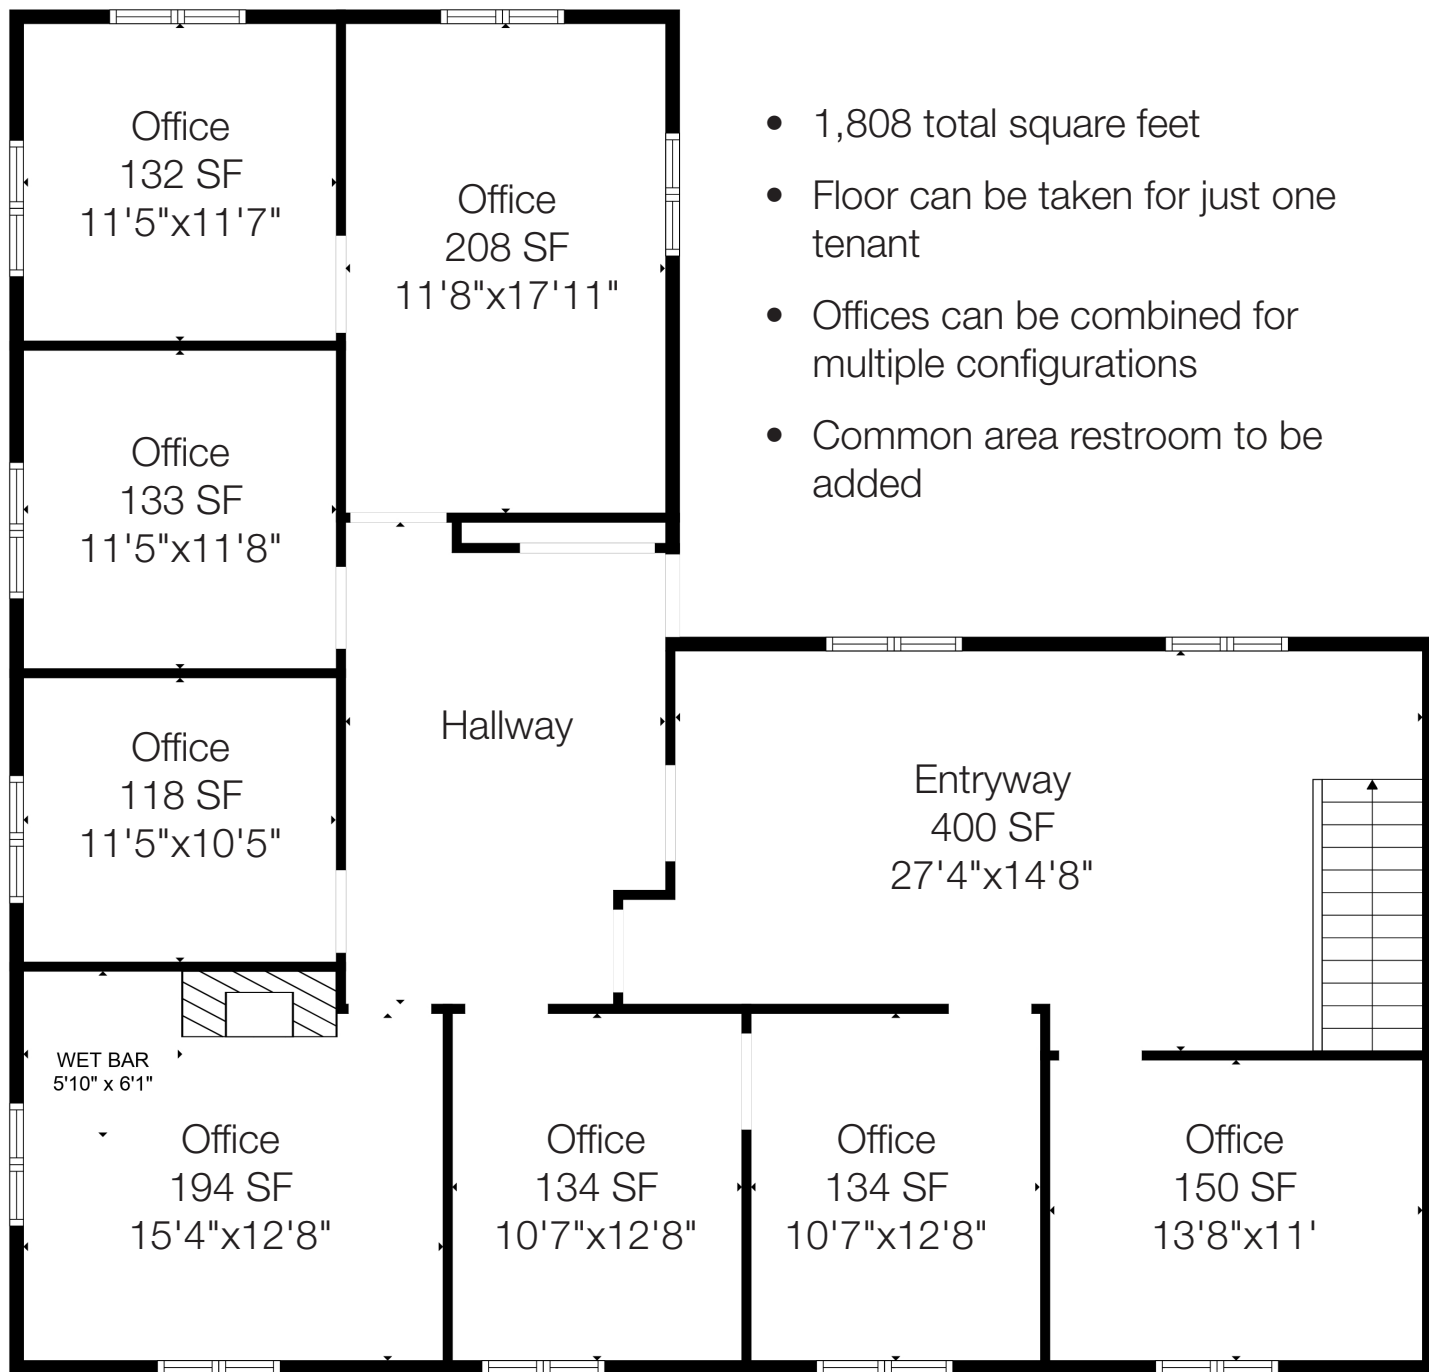 Office
132 SF
11'5"x11'7"
Office
208 SF
11'8"x17'11"
• 1,808 total square feet
• Floor can be taken for just one
tenant
• Offices can be combined for
multiple configurations
• Common area restroom to be
added
Office
133 SF
11'5"x11'8"
Office
118 SF
11'5"x10'5"
Hallway
Entryway
400 SF
27'4"x14'8"
WET BAR
5'10" x 6'1"
Office
194 SF
15'4"x12'8"
Office
134 SF
10'7"x12'8"
Office
134 SF
10'7"x12'8"
Office
150 SF
13'8"x11'